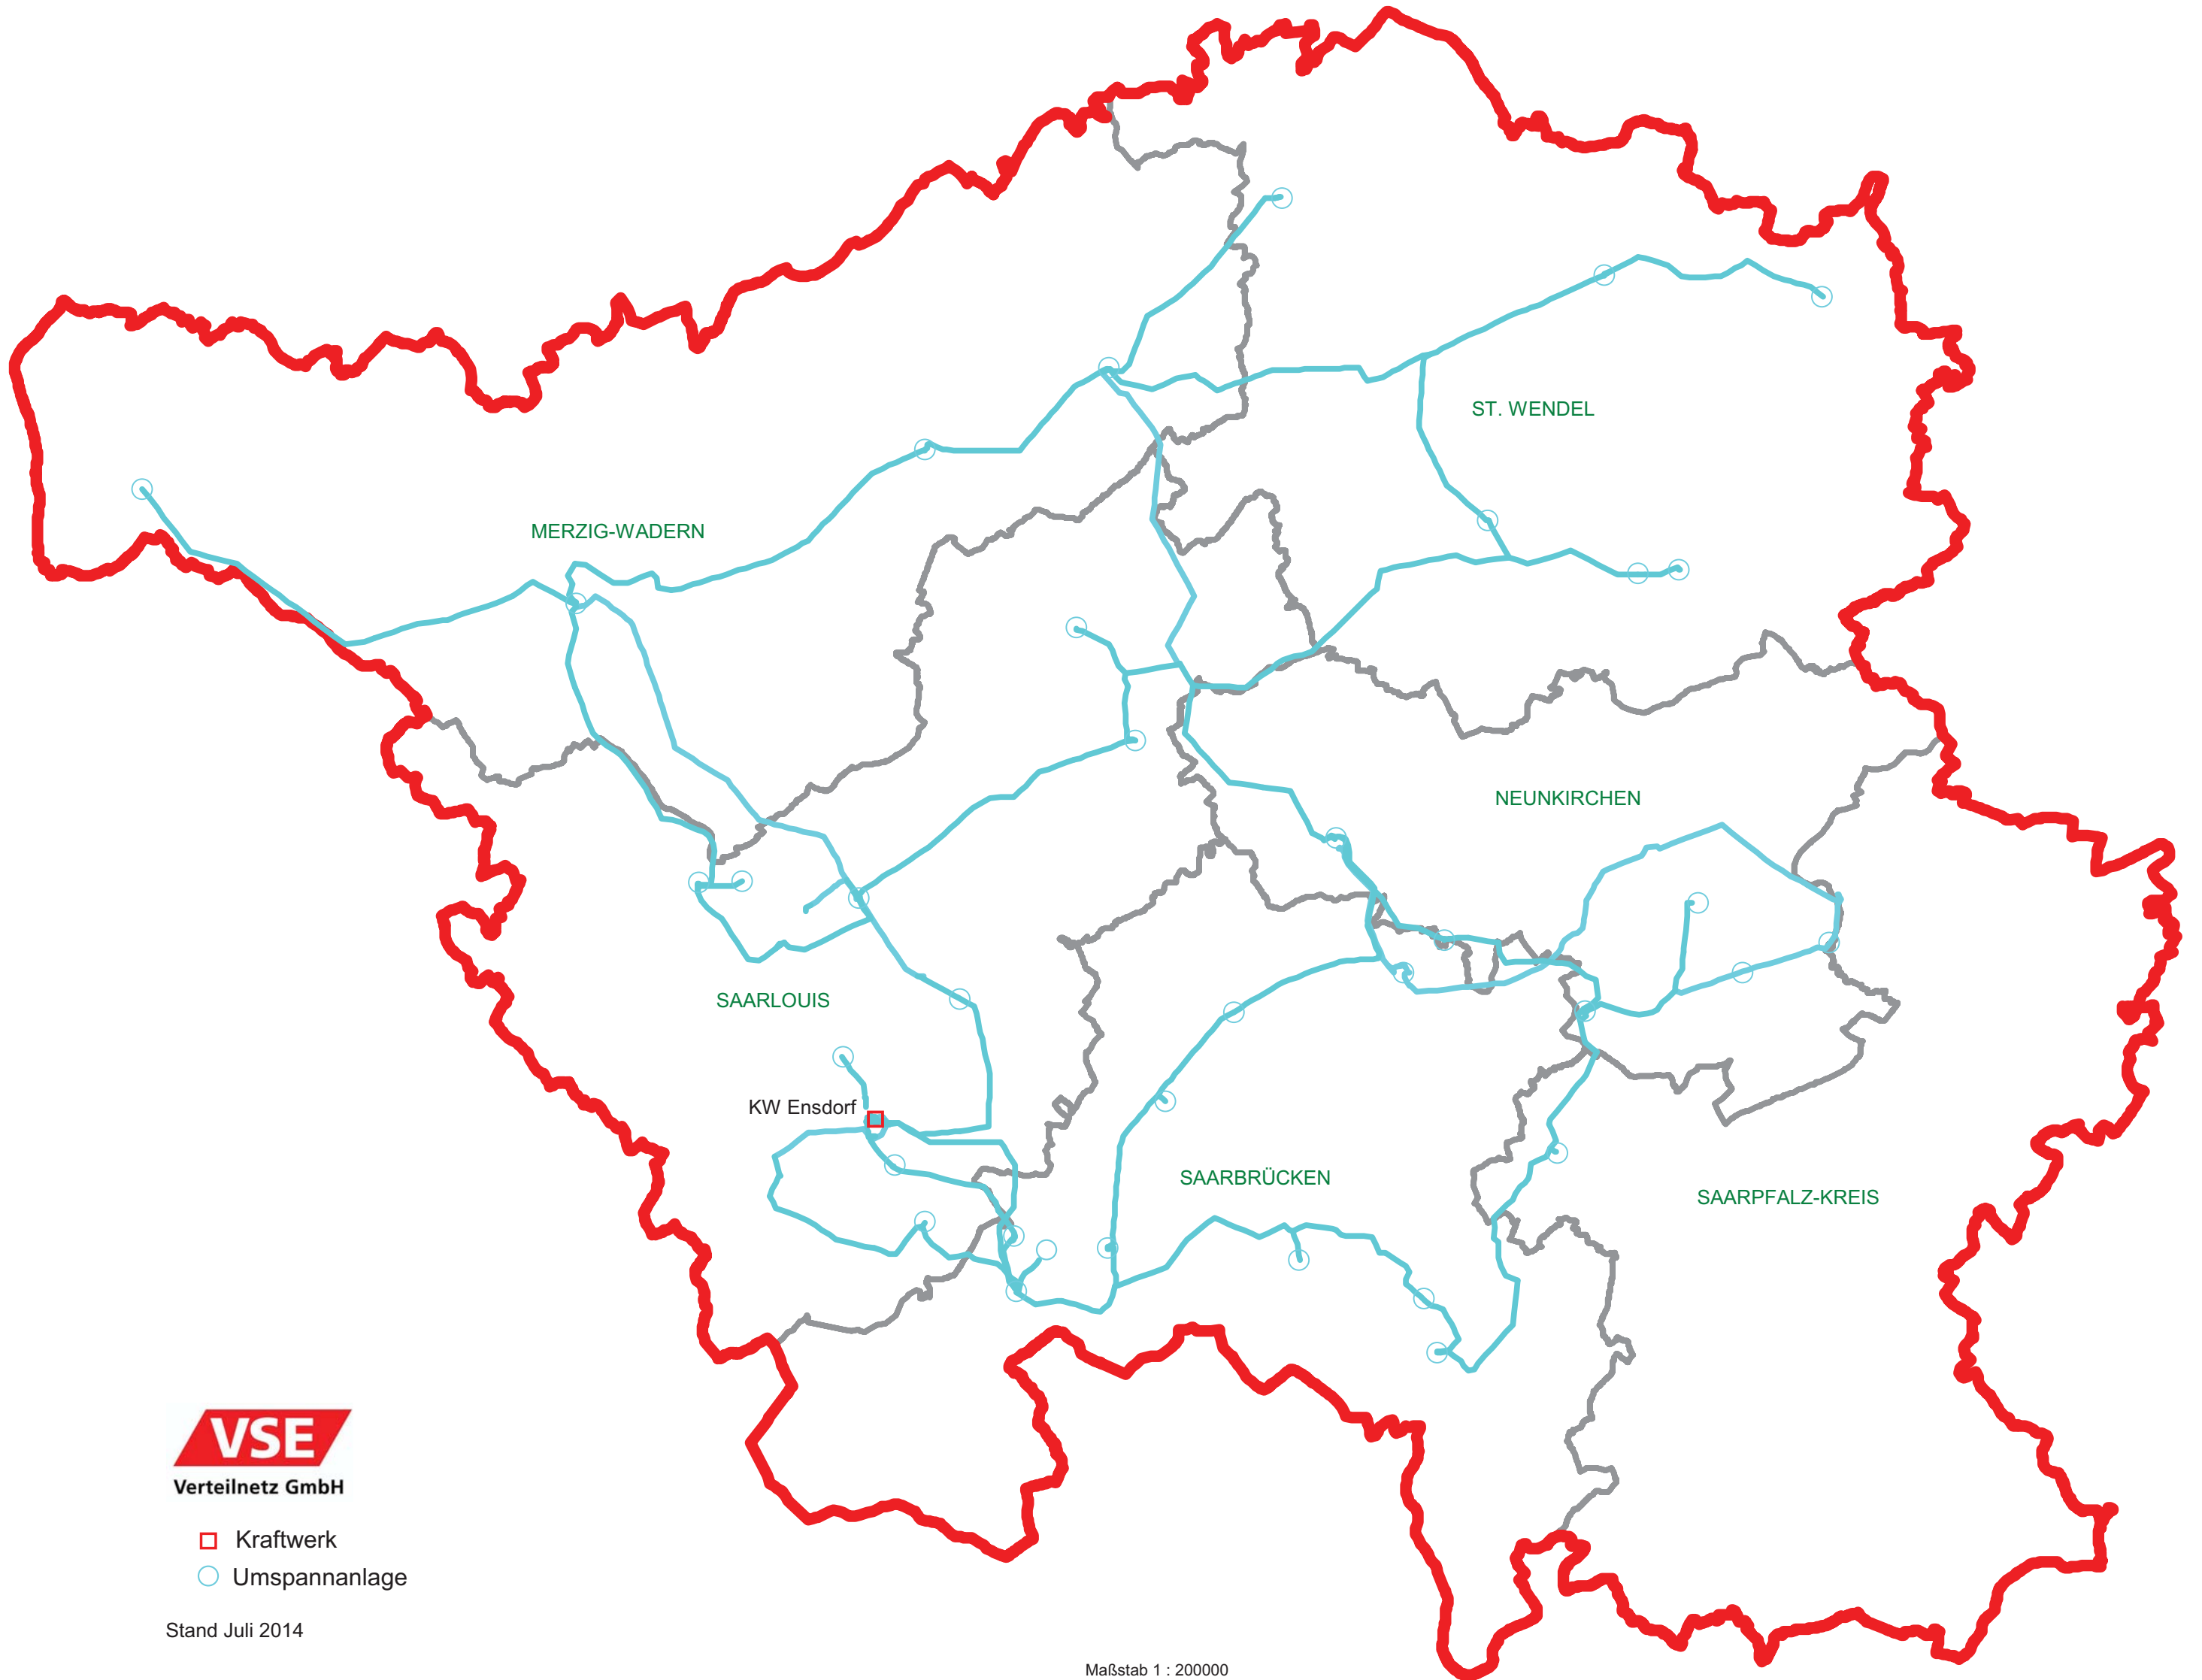 ST. WENDEL
MERZIG-WADERN
NEUNKIRCHEN
SAARLOUIS
KW Ensdorf
SAARBRÜCKEN
SAARPFALZ-KREIS
VSE
Verteilnetz GmbH
Kraftwerk
Umspannanlage
Stand Juli 2014
Maßstab 1 : 200000